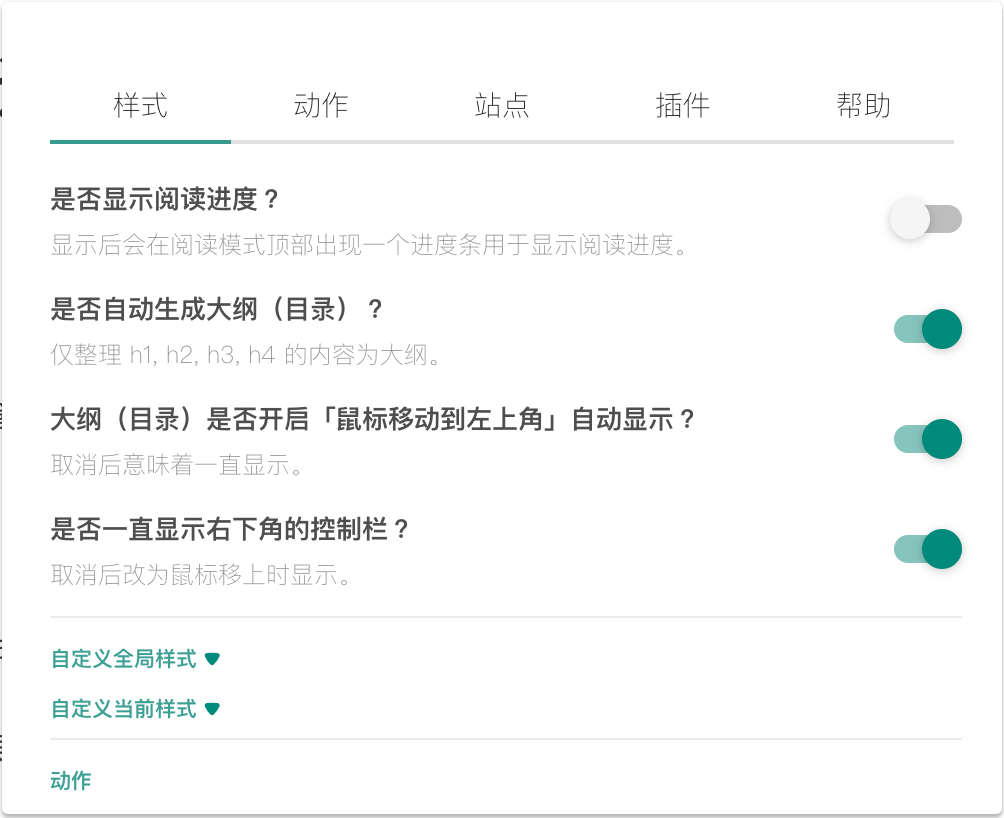 样式 动作 站点 插件 帮助
是否显示阅读进度？
显示后会在阅读模式顶部出现一个进度条用于显示阅读进度。
是否自动生成大纲（目录）？
仅整理 h1, h2, h3, h4 的内容为大纲。
大纲（目录）是否开启「鼠标移动到左上角」自动显示？
取消后意味着一直显示。
是否一直显示右下角的控制栏？
取消后改为鼠标移上时显示。
自定义全局样式
自定义当前样式
动作